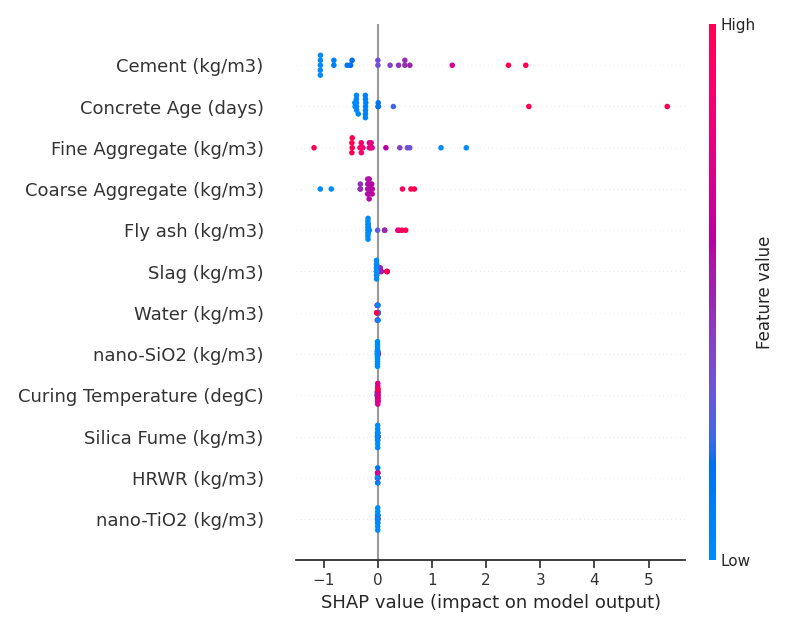 High
Cement (kg/m3)
Concrete Age (days)
Fine Aggregate (kg/m3)
Coarse Aggregate (kg/m3)
Fly ash (kg/m3)
Slag (kg/m3)
Water (kg/m3)
nano-SiO2 (kg/m3)
Curing Temperature (degC)
Silica Fume (kg/m3)
HRWR (kg/m3)
nano-TiO2 (kg/m3)
Feature value
Low
−1 0 1 2 3 4 5
SHAP value (impact on model output)